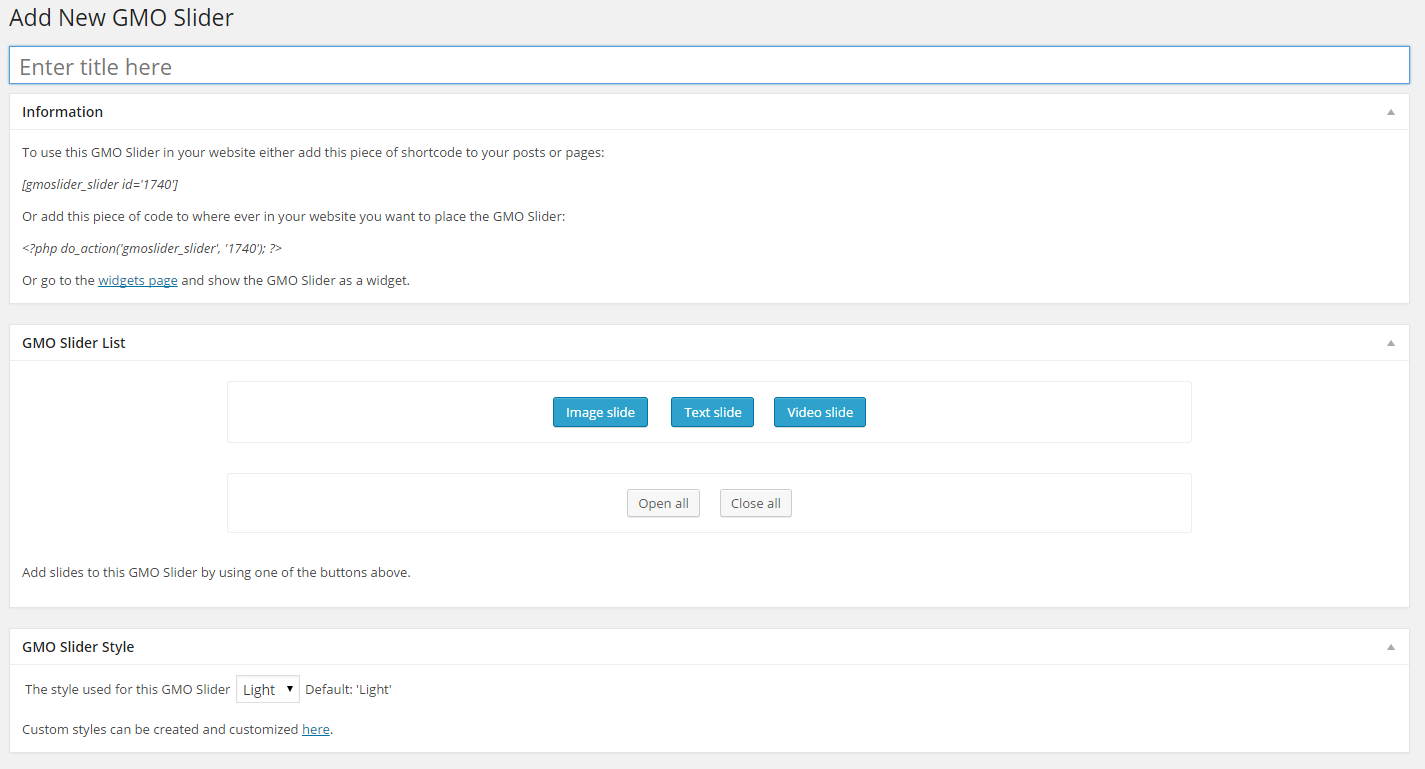 Add New GMO Slider
Enter title here
Information
To use this GMO Slider in your website either add this piece of shortcode to your posts or pages:
[gmoslider_slider id='1740']
Or add this piece of code to where ever in your website you want to place the GMO Slider:
<?php do_action('gmoslider_slider', '1740'); ?>
Or go to the widgets page and show the GMO Slider as a widget.
GMO Slider List
Image slide Text slide Video slide
Open all Close all
Add slides to this GMO Slider by using one of the buttons above.
GMO Slider Style
The style used for this GMO Slider Light Default: 'Light'
Custom styles can be created and customized here.